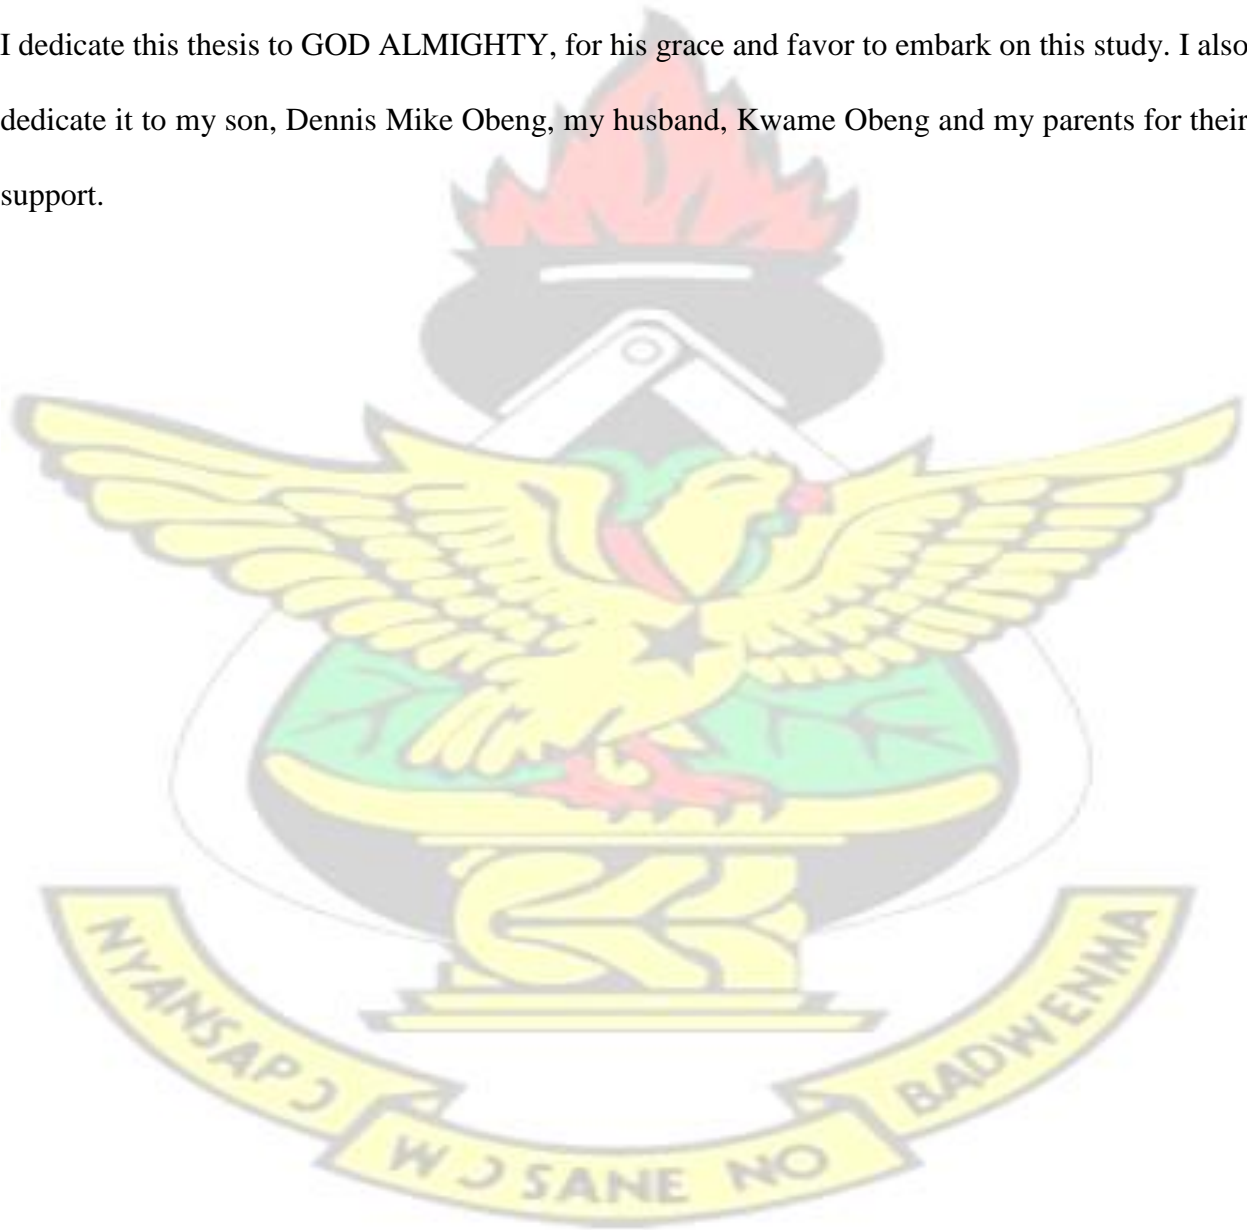 I dedicate this thesis to GOD ALMIGHTY, for his grace and favor to embark on this study. I also
dedicate it to my son, Dennis Mike Obeng, my husband, Kwame Obeng and my parents for their
support.
NYANSAPƆ
WƆSANE NO
BADWENMA